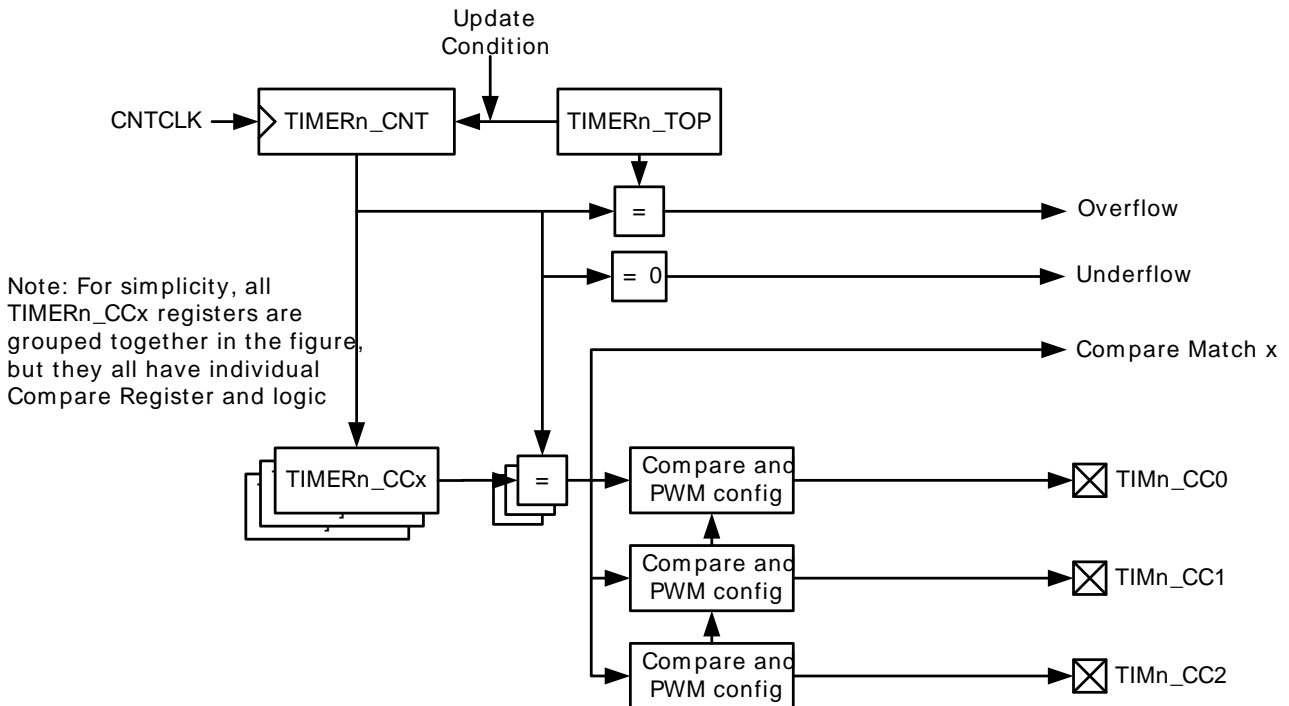 Update
Condition
CNTCLK
TIMERn_CNT
TIMERn_TOP
=
Overflow
= 0
Underflow
Note: For simplicity, all
TIMERn_CCx registers are
grouped together in the figure,
but they all have individual
Compare Register and logic
Compare Match x
TIMERn_CCx
=
Compare and
PWM config
TIMn_CC0
Compare and
PWM config
TIMn_CC1
Compare and
PWM config
TIMn_CC2